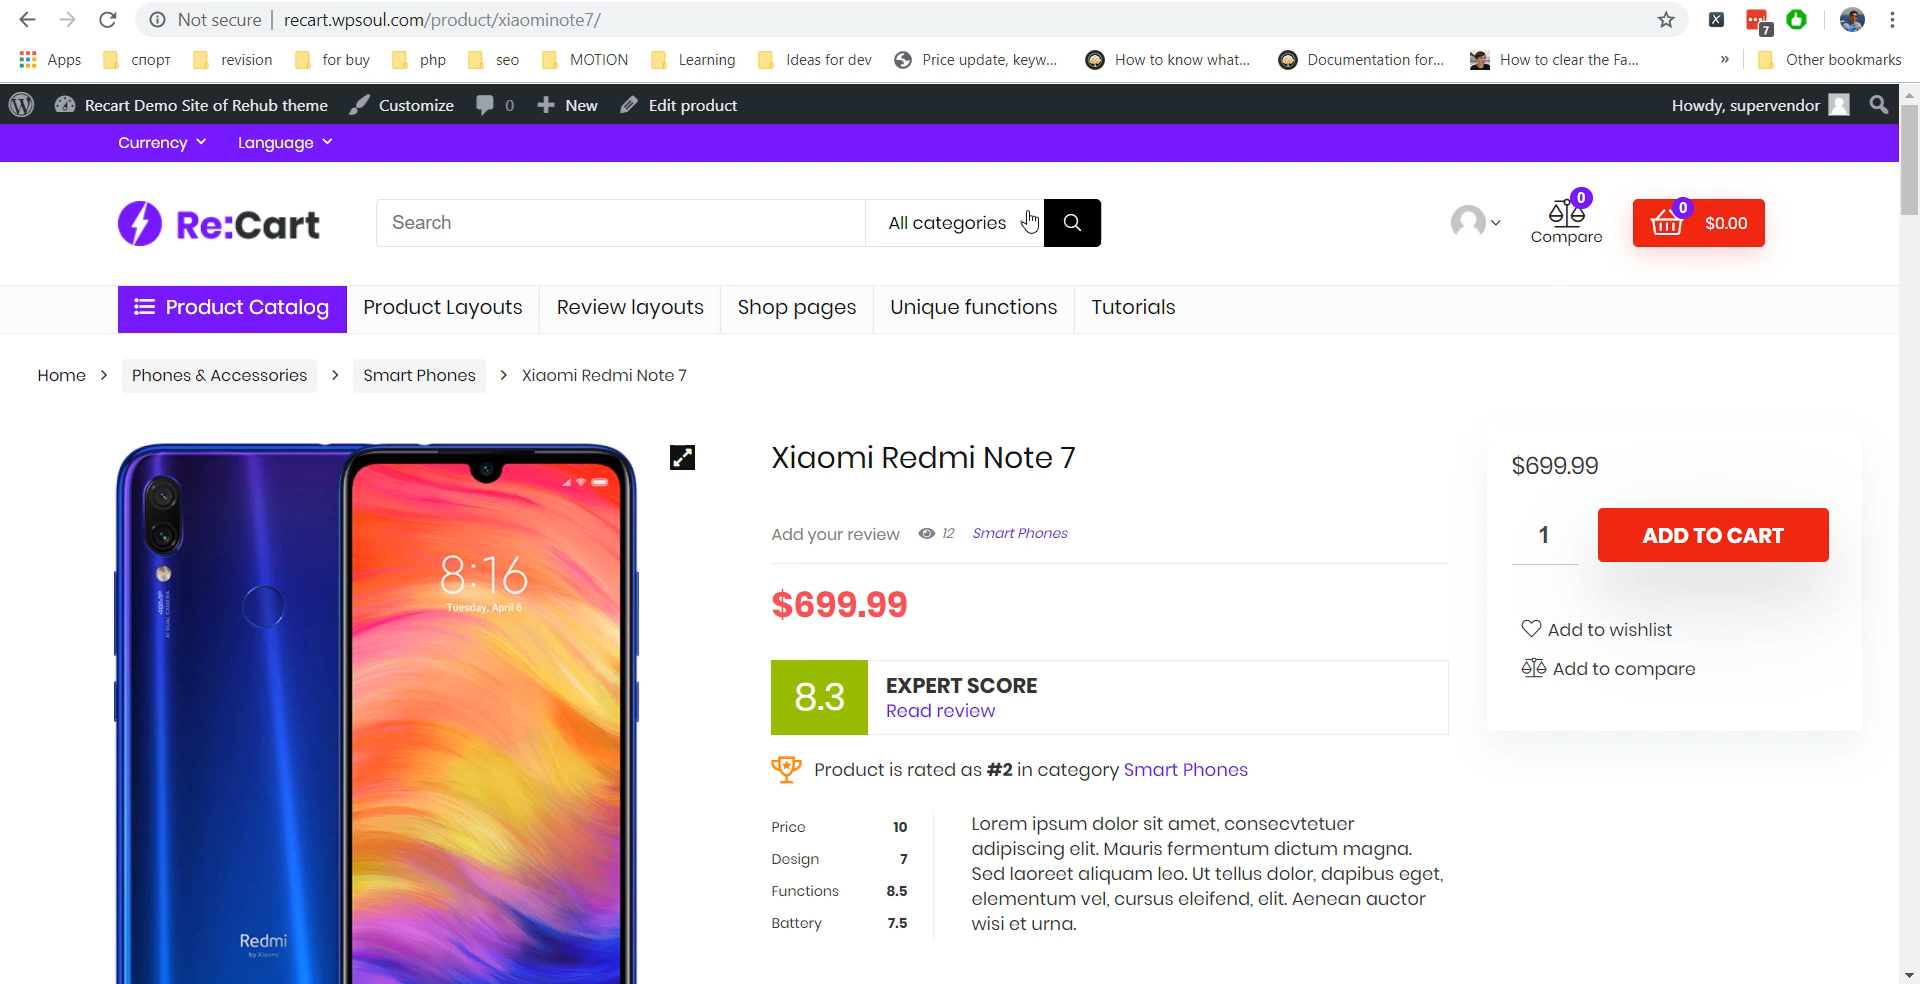 Not secure | recart.wpsoul.com/product/xiaominote7/
7
Apps спорт revision for buy php seo MOTION Learning Ideas for dev Price update, keyw... How to know what... Documentation for... How to clear the Fa... » Other bookmarks
Recart Demo Site of Rehub theme Customize 0 New Edit product Howdy, supervendor
Currency Language
Re:Cart Search All categories 0 Compare 0 $0.00
Product Catalog Product Layouts Review layouts Shop pages Unique functions Tutorials
Home > Phones & Accessories > Smart Phones > Xiaomi Redmi Note 7
Xiaomi Redmi Note 7
$699.99
1 ADD TO CART
Add your review 12 Smart Phones
8:16
Tuesday, April 6
48MP
AI DUAL CAMERA
$699.99
Add to wishlist
Add to compare
8.3 EXPERT SCORE
Read review
Product is rated as #2 in category Smart Phones
Price 10
Design 7
Functions 8.5
Battery 7.5
Lorem ipsum dolor sit amet, consecvtetuer
adipiscing elit. Mauris fermentum dictum magna.
Sed laoreet aliquam leo. Ut tellus dolor, dapibus eget,
elementum vel, cursus eleifend, elit. Aenean auctor
wisi et urna.
Redmi
by Xiaomi